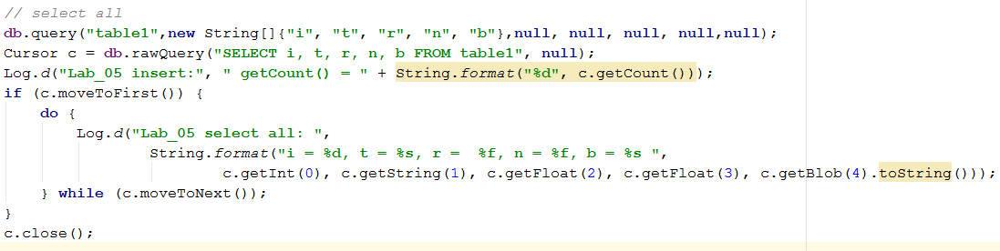 // select all
db.query("table1",new String[]{"i", "t", "r", "n", "b"},null, null, null, null,null);
Cursor c = db.rawQuery("SELECT i, t, r, n, b FROM table1", null);
Log.d("Lab_05 insert:", " getCount() = " + String.format("%d", c.getCount()));
if (c.moveToFirst()) {
do {
Log.d("Lab_05 select all: ",
String.format("i = %d, t = %s, r =  %f, n = %f, b = %s ",
c.getInt(0), c.getString(1), c.getFloat(2), c.getFloat(3), c.getBlob(4).toString()));
} while (c.moveToNext());
}
c.close();